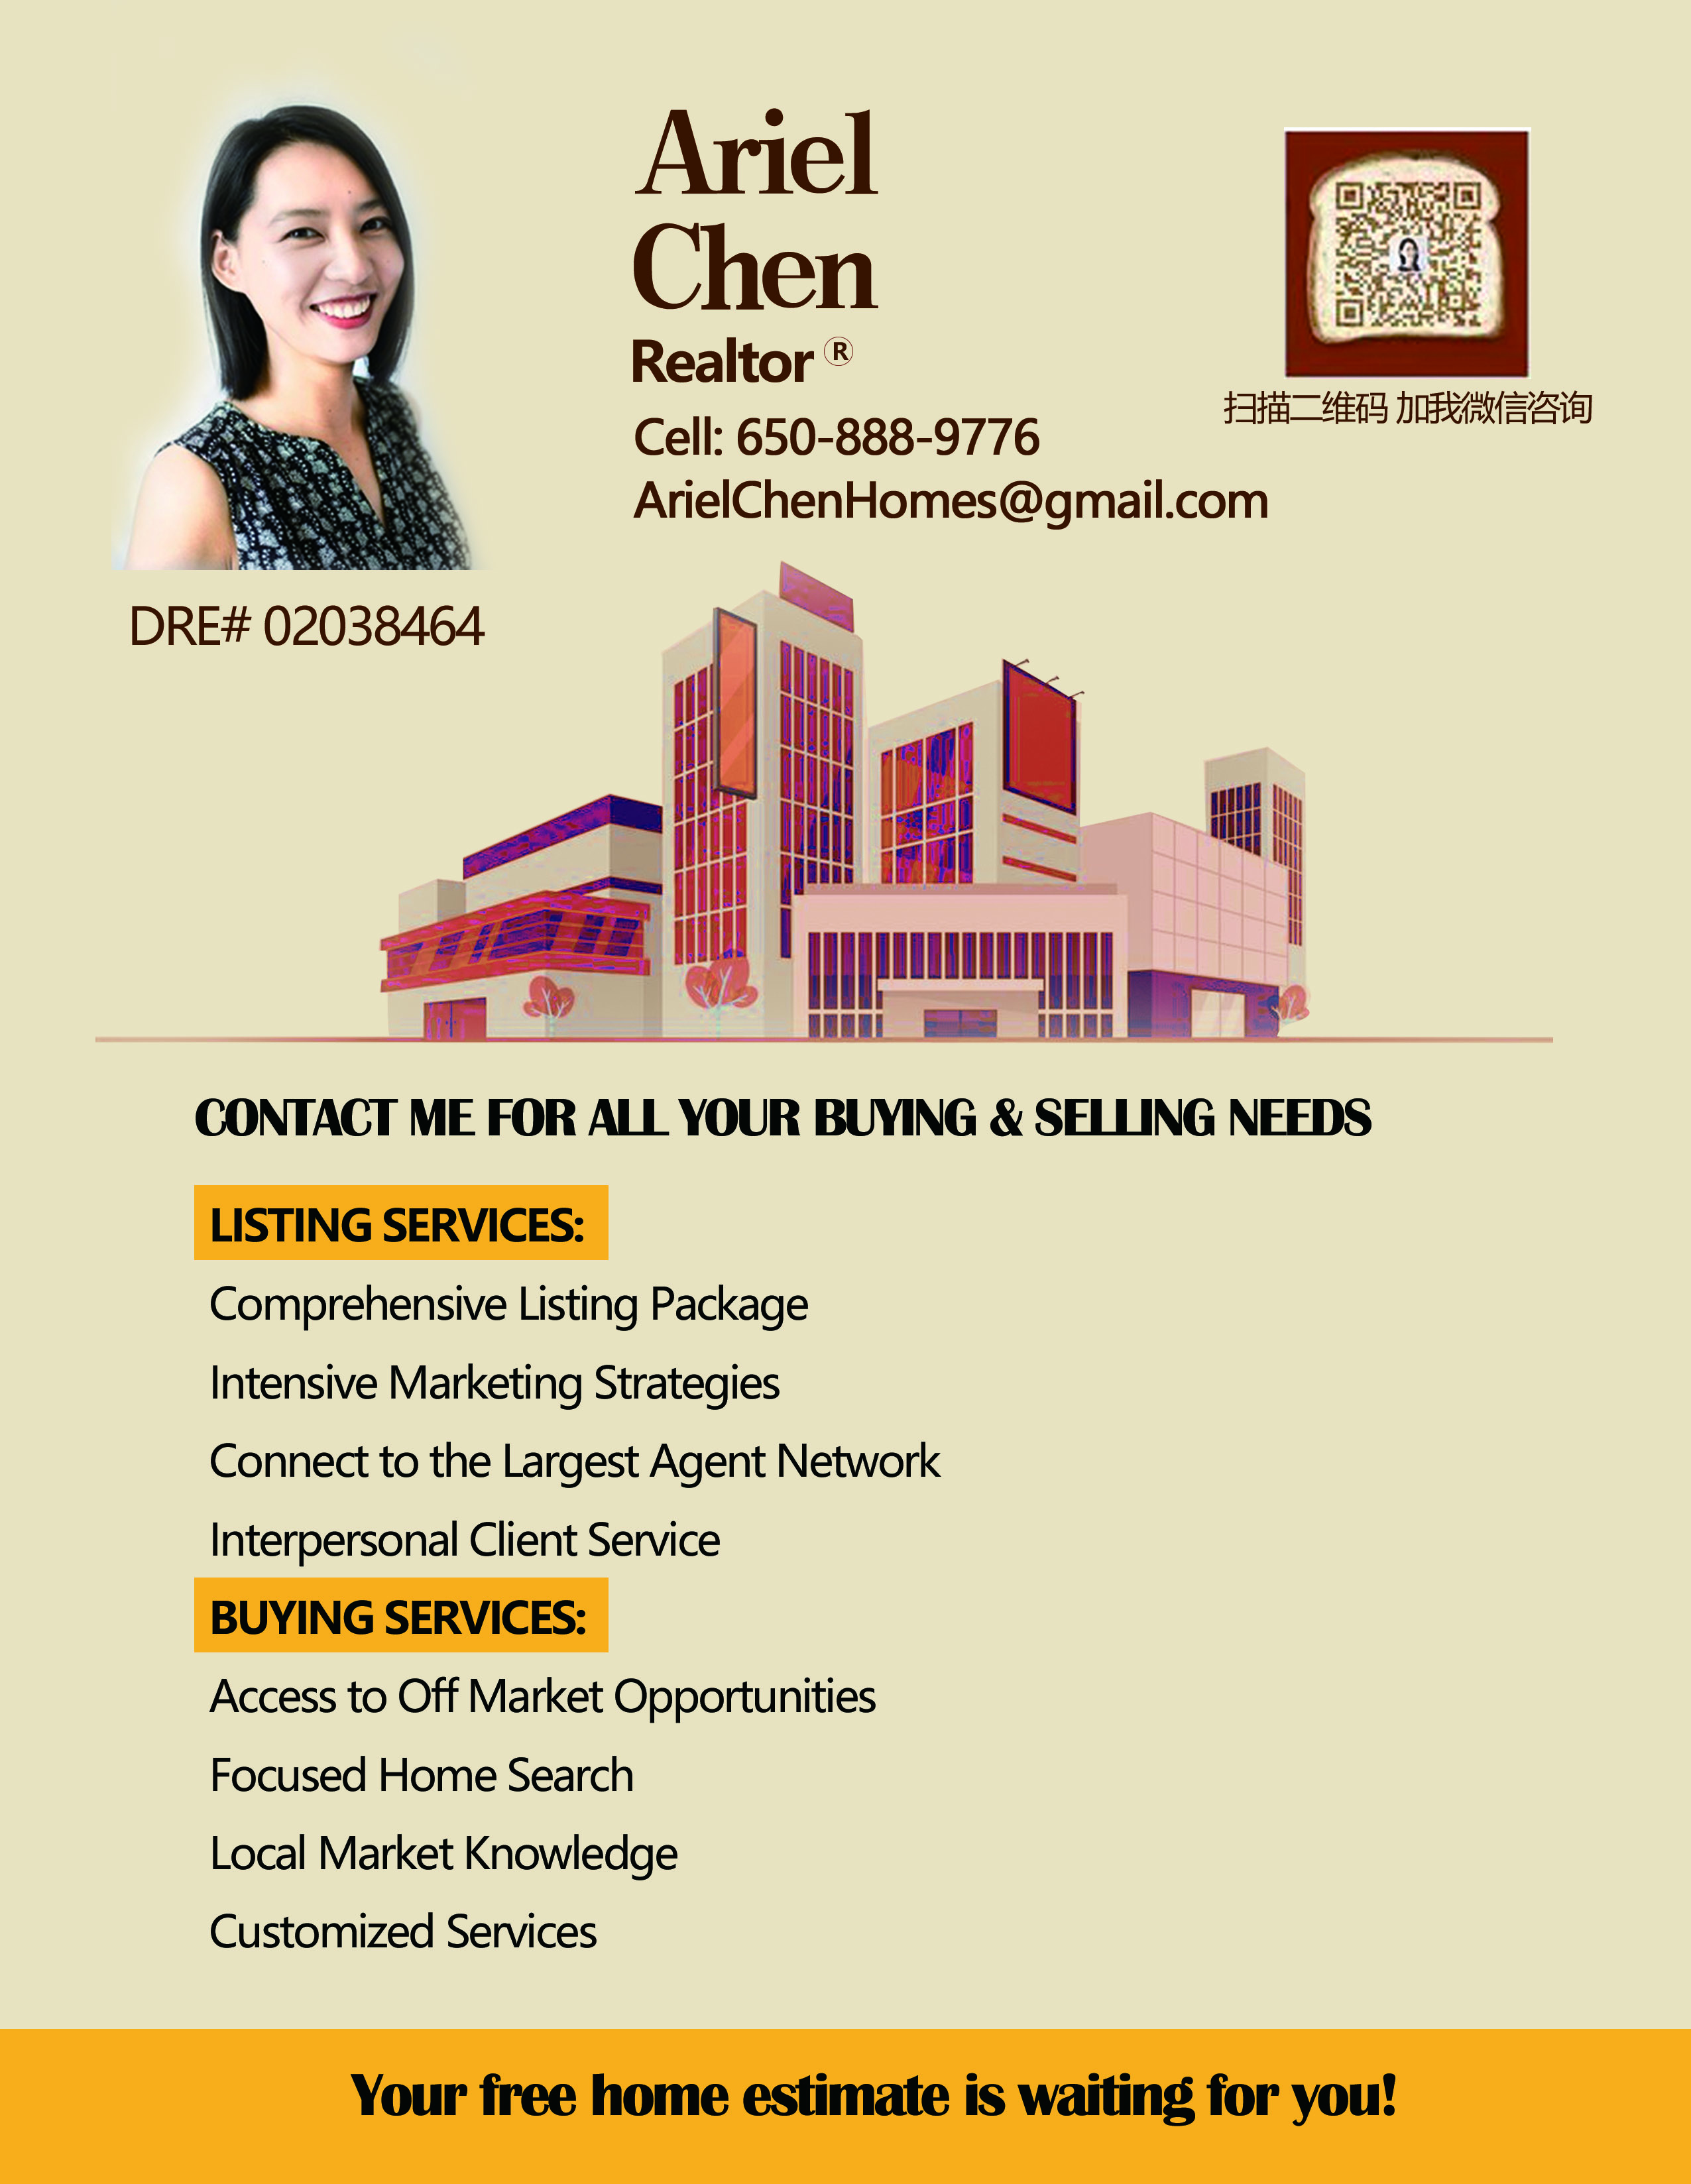 Ariel
Chen
Realtor ®
Cell: 650-888-9776
ArielChenHomes@gmail.com
扫描二维码 加我微信咨询
DRE# 02038464
CONTACT ME FOR ALL YOUR BUYING & SELLING NEEDS
LISTING SERVICES:
Comprehensive Listing Package
Intensive Marketing Strategies
Connect to the Largest Agent Network
Interpersonal Client Service
BUYING SERVICES:
Access to Off Market Opportunities
Focused Home Search
Local Market Knowledge
Customized Services
Your free home estimate is waiting for you!